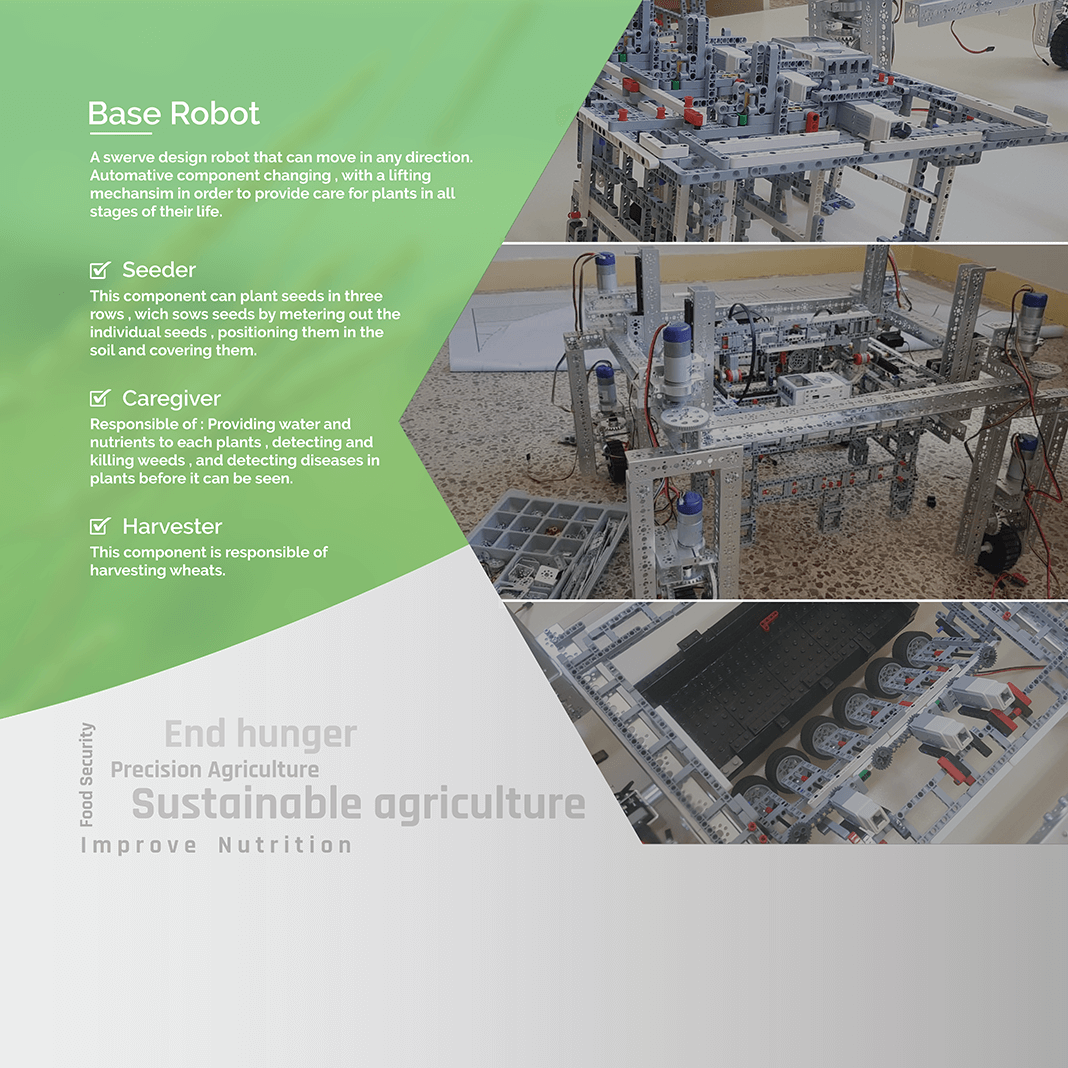 Base Robot
A swerve design robot that can move in any direction.
Automative component changing , with a lifting
mechansim in order to provide care for plants in all
stages of their life.
Seeder
This component can plant seeds in three
rows , wich sows seeds by metering out the
individual seeds , positioning them in the
soil and covering them.
Caregiver
Responsible of : Providing water and
nutrients to each plants , detecting and
killing weeds , and detecting diseases in
plants before it can be seen.
Harvester
This component is responsible of
harvesting wheats.
Food Security
End hunger
Precision Agriculture
Sustainable agriculture
Improve Nutrition